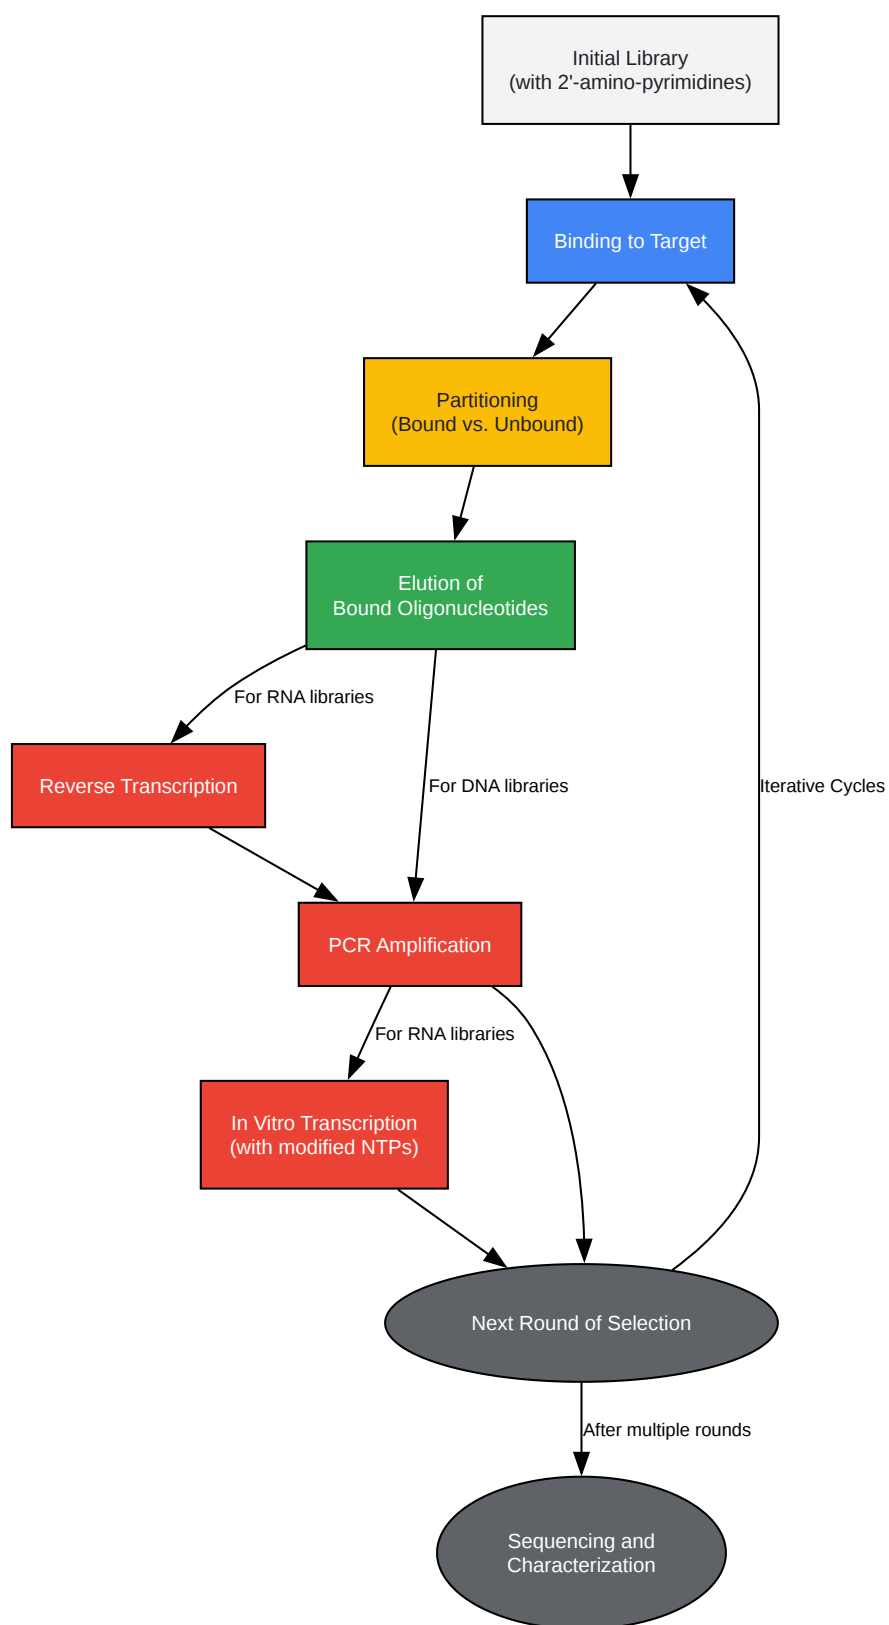 Initial Library
(with 2'-amino-pyrimidines)
Binding to Target
Partitioning
(Bound vs. Unbound)
Elution of
Bound Oligonucleotides
For RNA libraries
Reverse Transcription
For DNA libraries
Iterative Cycles
PCR Amplification
For RNA libraries
In Vitro Transcription
(with modified NTPs)
Next Round of Selection
After multiple rounds
Sequencing and
Characterization